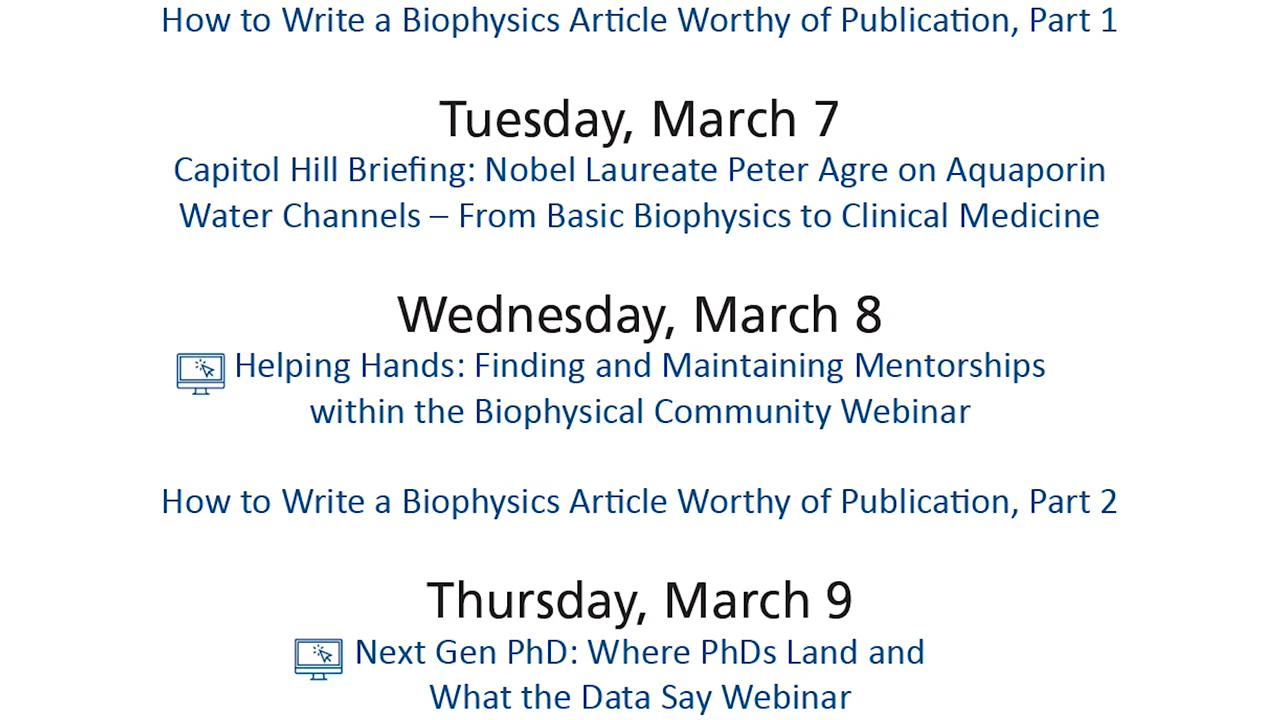 How to Write a Biophysics Article Worthy of Publication, Part 1
Tuesday, March 7
Capitol Hill Briefing: Nobel Laureate Peter Agre on Aquaporin
Water Channels – From Basic Biophysics to Clinical Medicine
Wednesday, March 8
Helping Hands: Finding and Maintaining Mentorships
within the Biophysical Community Webinar
How to Write a Biophysics Article Worthy of Publication, Part 2
Thursday, March 9
Next Gen PhD: Where PhDs Land and
What the Data Say Webinar